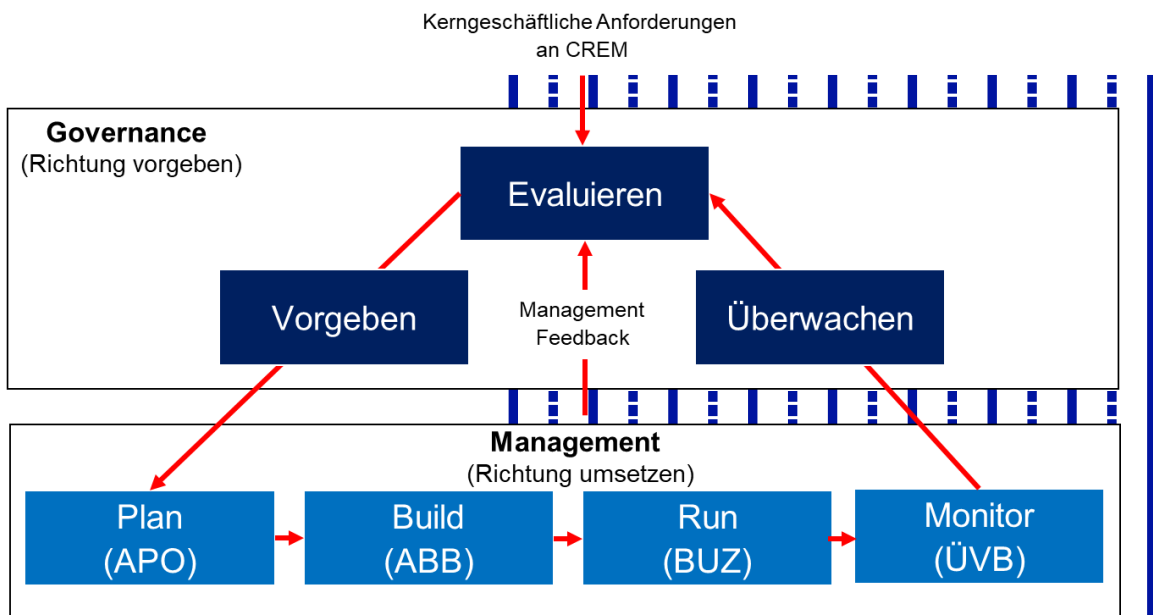 Kerngeschäftliche Anforderungen
an CREM
Governance
(Richtung vorgeben)
Evaluieren
Vorgeben
Management
Feedback
Überwachen
Management
(Richtung umsetzen)
Plan
(APO)
Build
(ABB)
Run
(BUZ)
Monitor
(ÜVB)